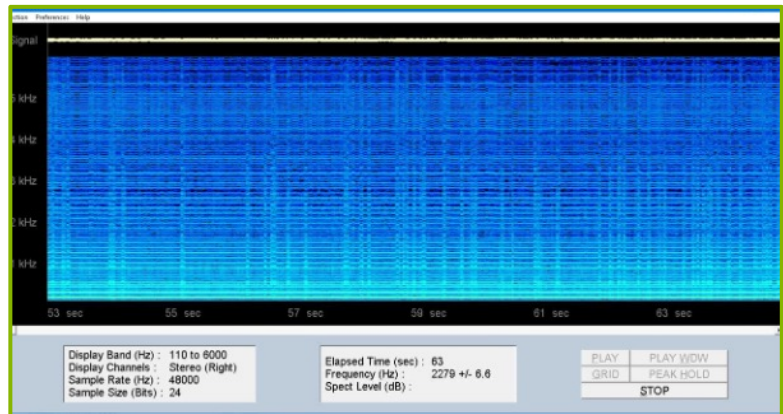 Preferences Help
signal
kHz
kHz
kHz
2 kHz
kHz
53 sec 55 sec 57 sec 59 sec 61 sec 63 sec
Display Band (Hz) : 110 to 6000
Display Channels : Stereo (Right)
Sample Rate (Hz) : 48000
Sample Size (Bits) : 24
Elapsed Time (sec) : 63
Frequency (Hz) : 2279 +/- 6.6
Spect Level (dB) :
PLAY PLAY WDW
GRID PEAK HOLD
STOP